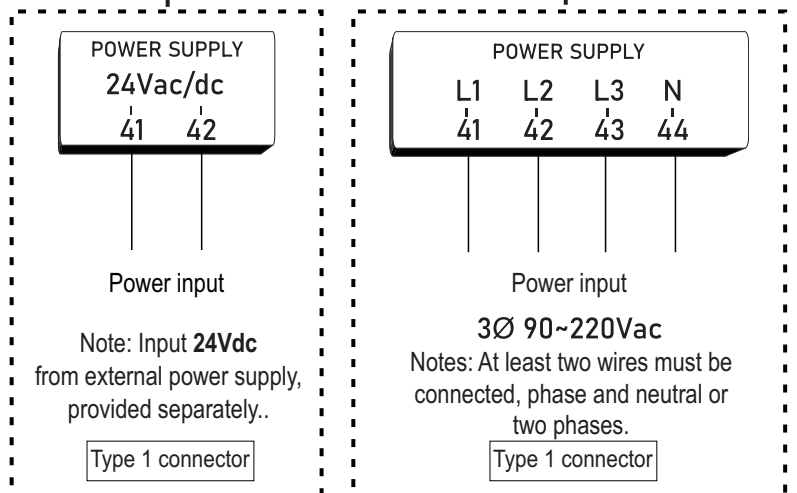 POWER SUPPLY
24Vac/dc
41 42
Power input
Note: Input 24Vdc
from external power supply,
provided separately..
Type 1 connector
POWER SUPPLY
L1 L2 L3 N
41 42 43 44
Power input
3Ø 90~220Vac
Notes: At least two wires must be
connected, phase and neutral or
two phases.
Type 1 connector